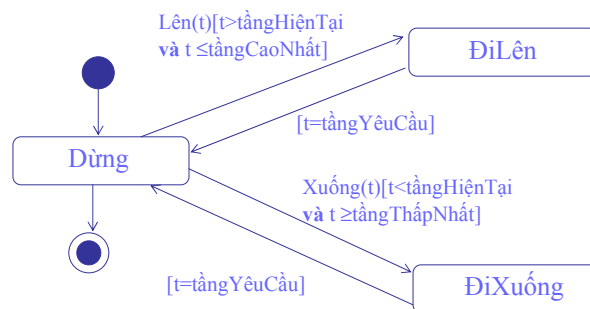 Lên(t)[t>tầngHiệnTại
và t ≤tầngCaoNhất]
ĐiLên
[t=tầngYêuCầu]
Dừng
Xuống(t)[t<tầngHiệnTại
và t ≥tầngThấpNhất]
[t=tầngYêuCầu]
ĐiXuống